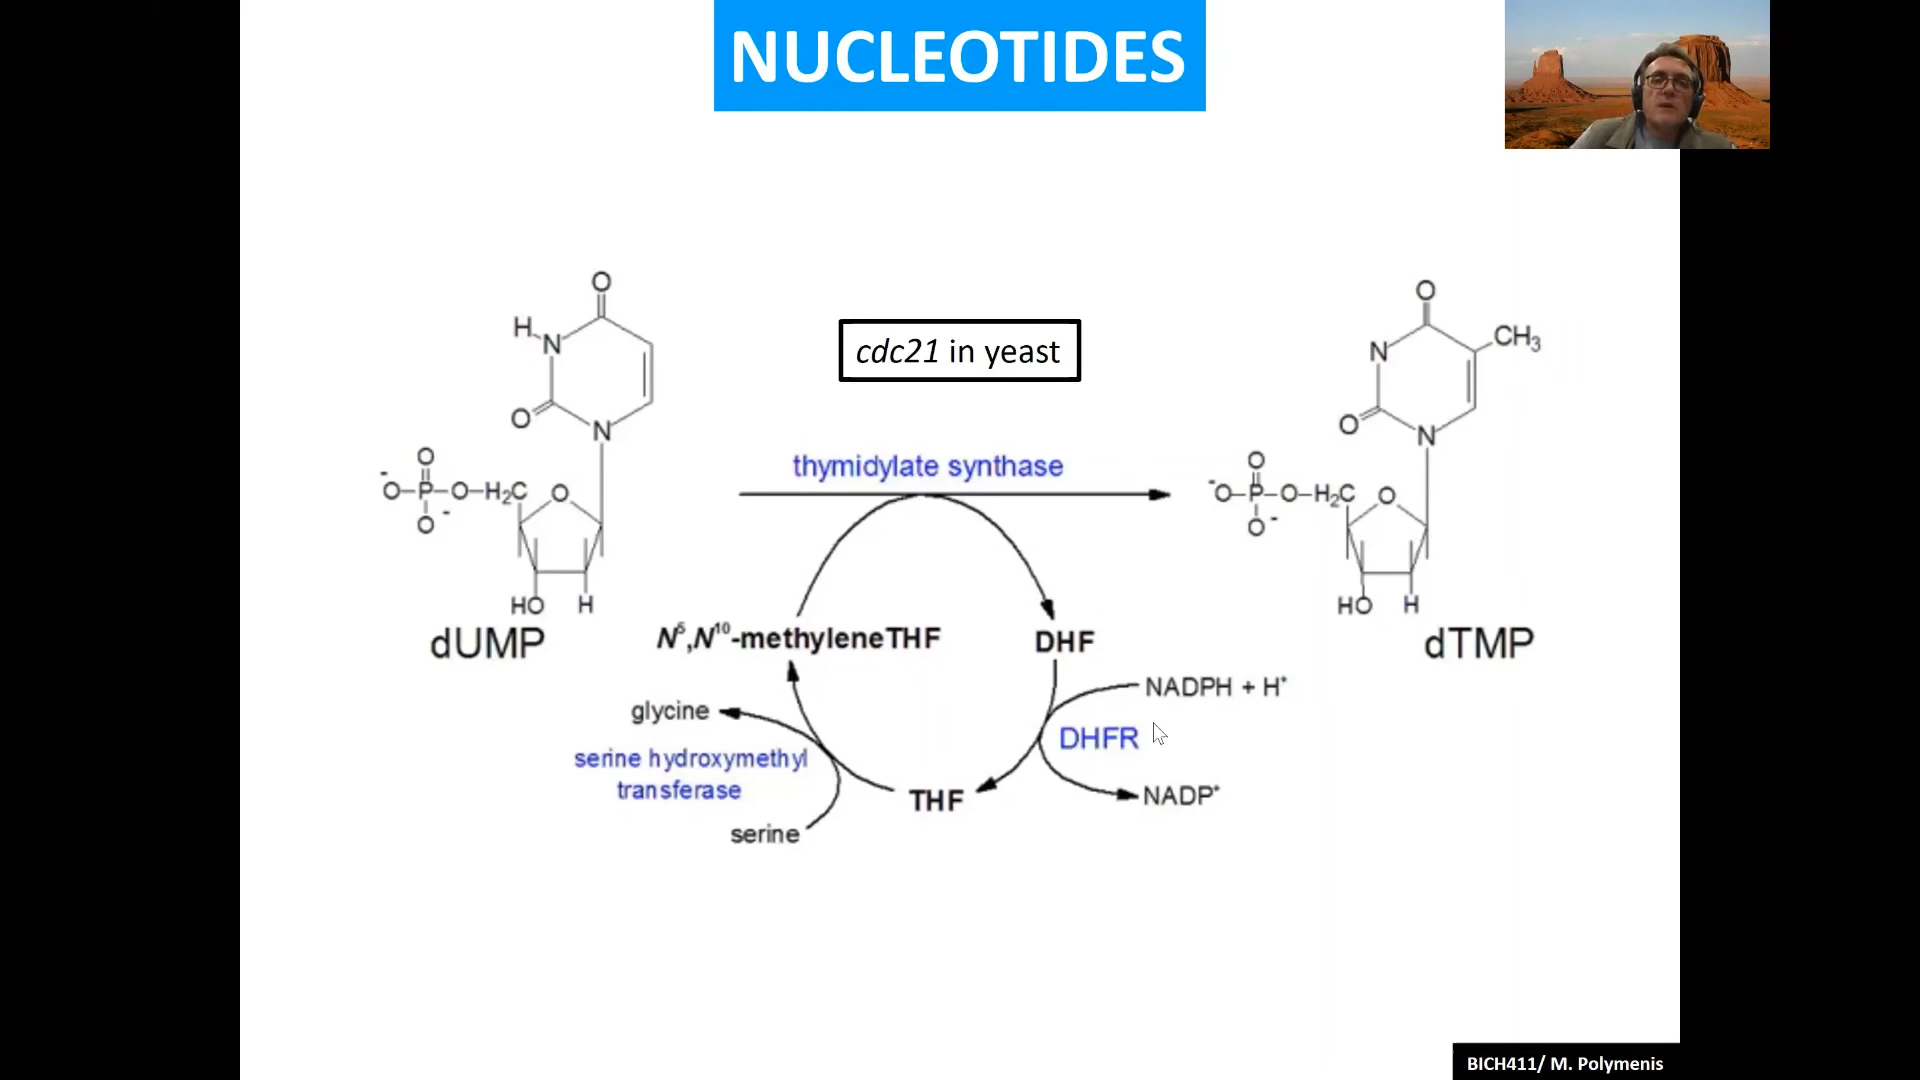 NUCLEOTIDES
cdc21 in yeast
O
H
N
O
N
O
-
O-P-O-H₂C
O
O
-
HO
H
dUMP
thymidylate synthase
O
N
CH₃
O
N
O
-
O-P-O-H₂C
O
O
-
HO
H
dTMP
N⁵,N¹⁰-methyleneTHF
DHF
NADPH + H⁺
glycine
DHFR
serine hydroxymethyl
transferase
THF
NADP⁺
serine
BICH411/ M. Polymenis